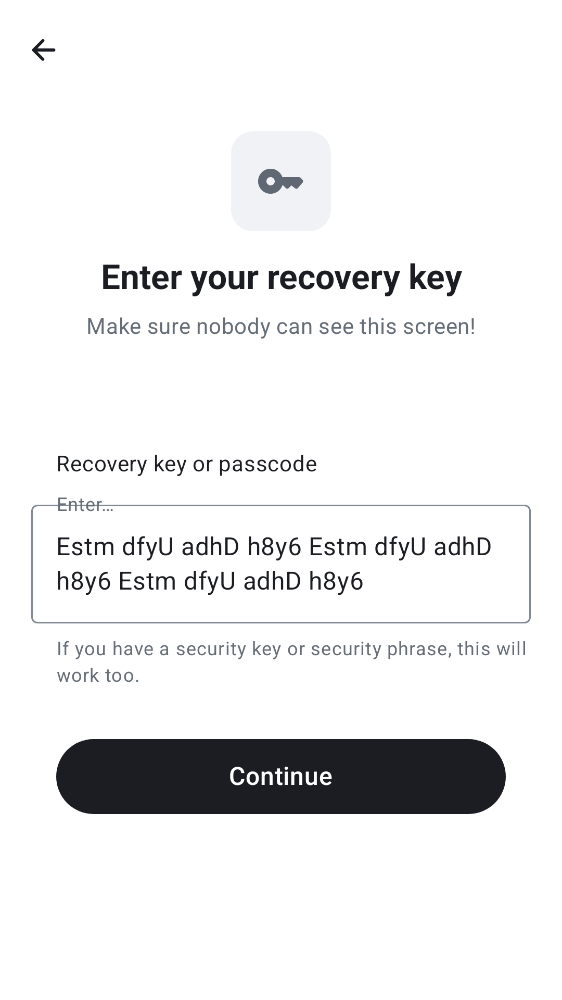 Enter your recovery key
Make sure nobody can see this screen!
Recovery key or passcode
Enter…
Estm dfyU adhD h8y6 Estm dfyU adhD
h8y6 Estm dfyU adhD h8y6
If you have a security key or security phrase, this will
work too.
Continue